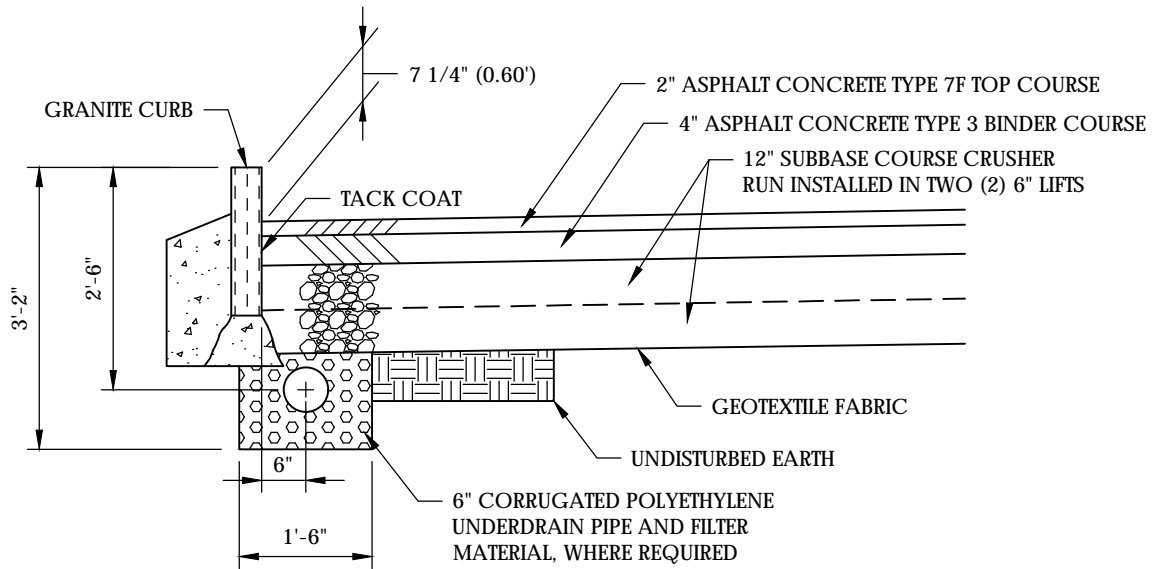 7 1/4" (0.60')
2" ASPHALT CONCRETE TYPE 7F TOP COURSE
GRANITE CURB
4" ASPHALT CONCRETE TYPE 3 BINDER COURSE
12" SUBBASE COURSE CRUSHER
RUN INSTALLED IN TWO (2) 6" LIFTS
TACK COAT
2'-6"
3'-2"
GEOTEXTILE FABRIC
UNDISTURBED EARTH
6"
6" CORRUGATED POLYETHYLENE
UNDERDRAIN PIPE AND FILTER
MATERIAL, WHERE REQUIRED
1'-6"